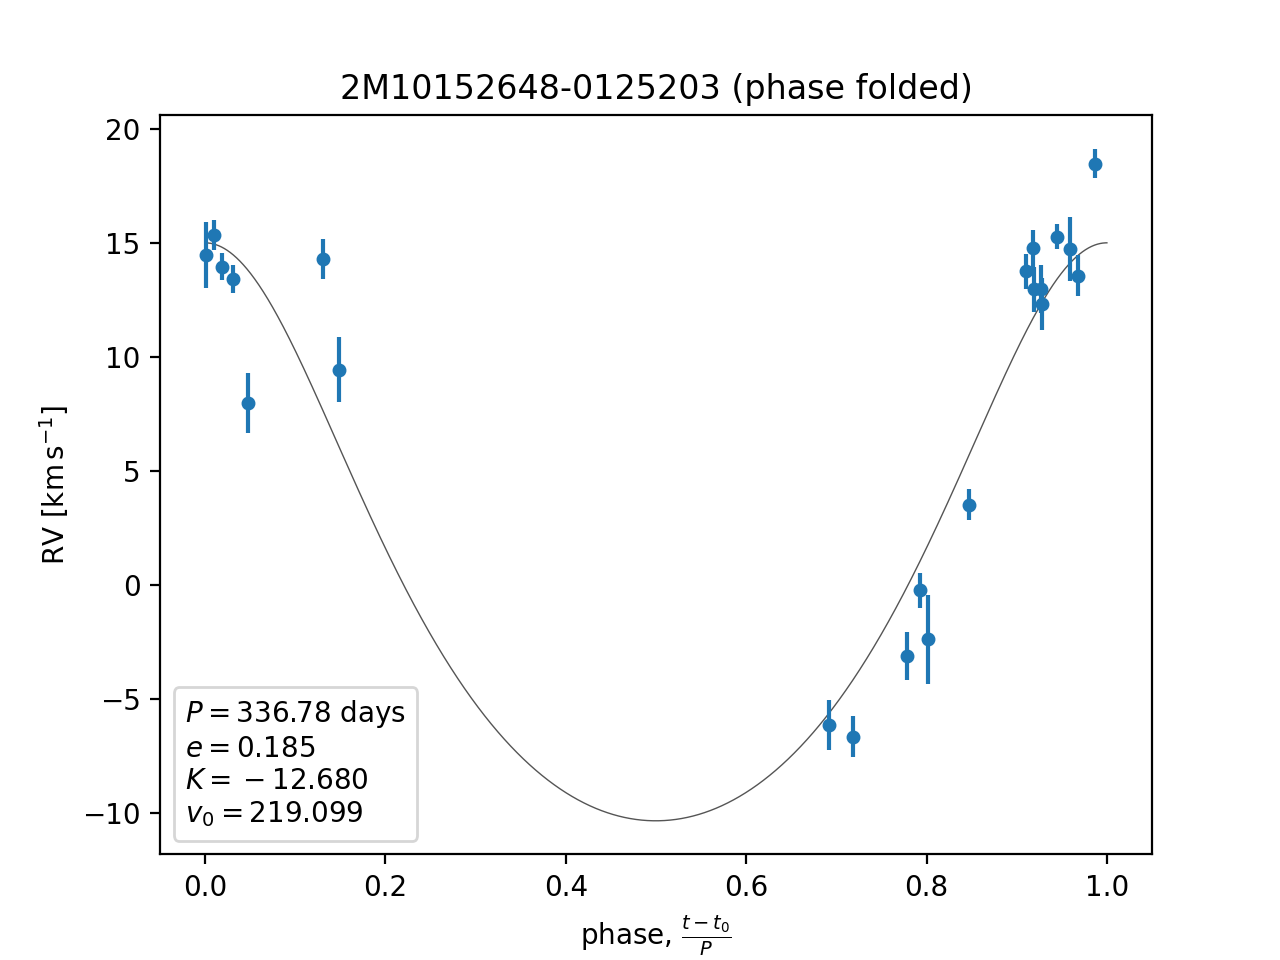 2M10152648-0125203 (phase folded)
20
15
10
5
0
−5
−10
RV [km s⁻¹]
P = 336.78 days
e = 0.185
K = −12.680
v₀ = 219.099
0.0 0.2 0.4 0.6 0.8 1.0
phase, (t − t₀)/P